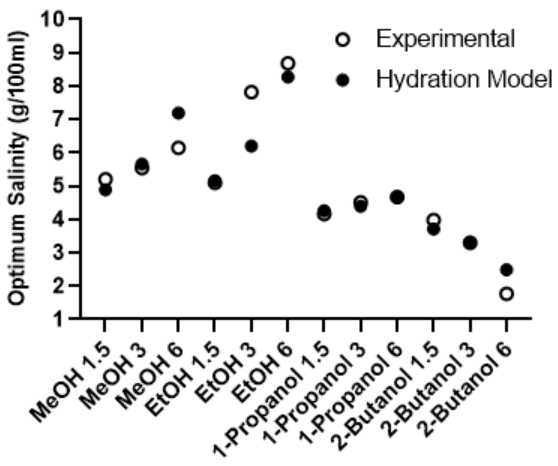 Optimum Salinity (g/100ml)
10
9
8
7
6
5
4
3
2
1
Experimental
Hydration Model
MeOH 1.5
MeOH 3
MeOH 6
EtOH 1.5
EtOH 3
EtOH 6
1-Propanol 1.5
1-Propanol 3
1-Propanol 6
2-Butanol 1.5
2-Butanol 3
2-Butanol 6